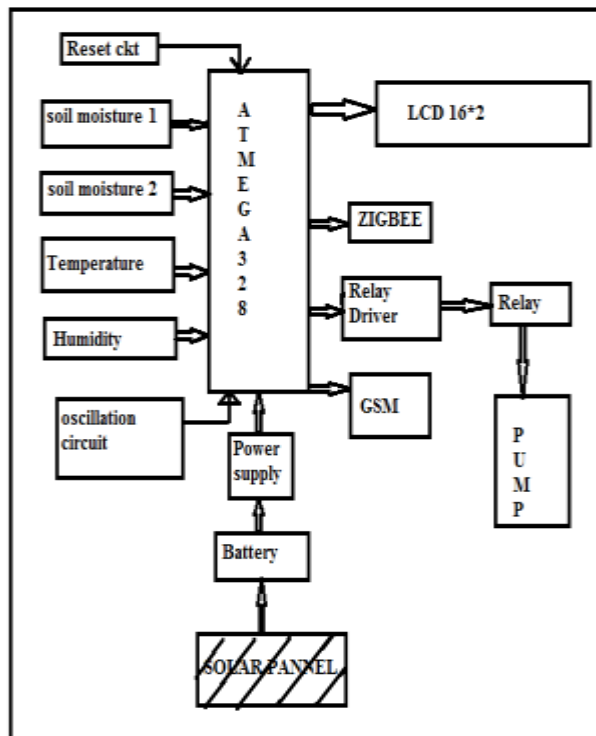 Reset ckt
soil moisture 1
soil moisture 2
Temperature
Humidity
oscillation
circuit
A
T
M
E
G
A
3
2
8
LCD 16*2
ZIGBEE
Relay
Driver
Relay
GSM
P
U
M
P
Power
supply
Battery
SOLAR PANNEL